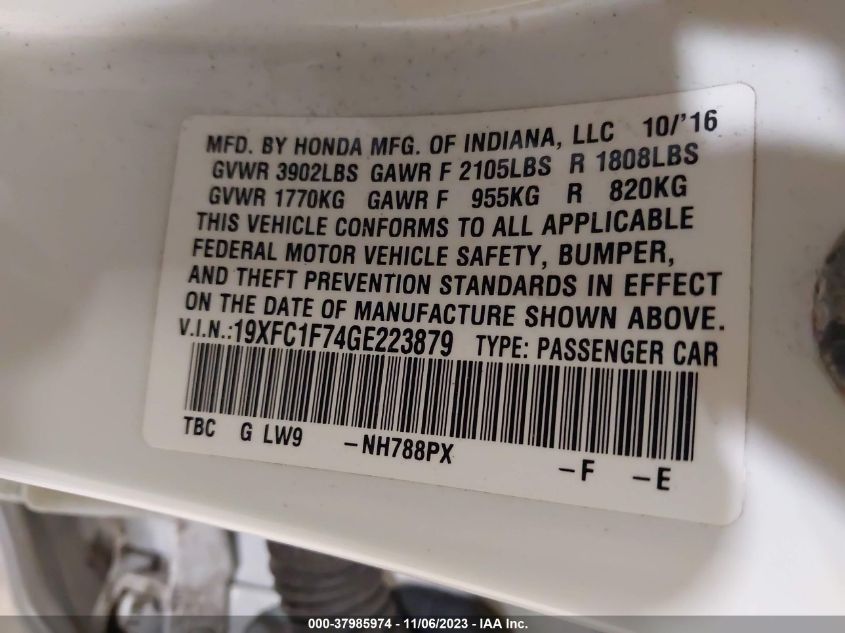 MFD. BY HONDA MFG. OF INDIANA, LLC 10/'16
GVWR 3902LBS GAWR F 2105LBS R 1808LBS
GVWR 1770KG GAWR F 955KG R 820KG
THIS VEHICLE CONFORMS TO ALL APPLICABLE
FEDERAL MOTOR VEHICLE SAFETY, BUMPER,
AND THEFT PREVENTION STANDARDS IN EFFECT
ON THE DATE OF MANUFACTURE SHOWN ABOVE.
V.I.N.:19XFC1F74GE223879 TYPE: PASSENGER CAR
TBC G LW9 -NH788PX -F -E
000-37985974 - 11/06/2023 - IAA Inc.